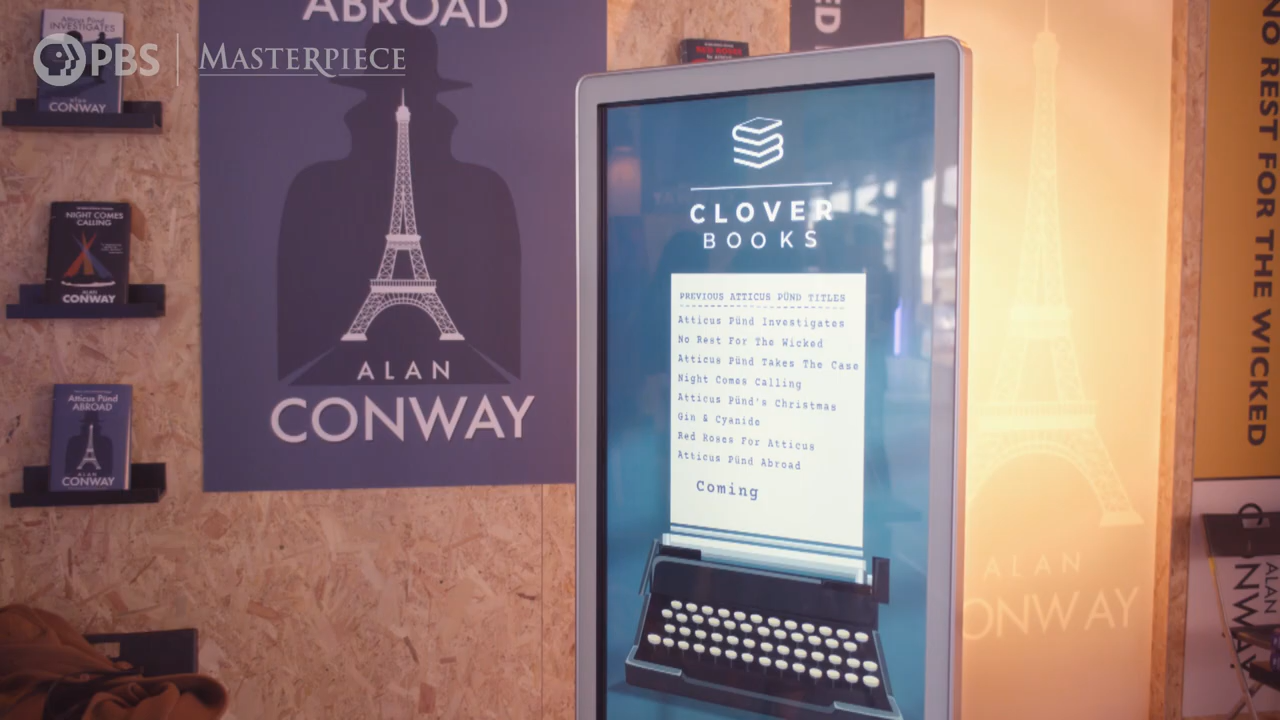 PBS
MASTERPIECE
Atticus Pünd
INVESTIGATES
ALAN
CONWAY
NIGHT COMES
CALLING
ALAN
CONWAY
Atticus Pünd
ABROAD
ALAN
CONWAY
ABROAD
ALAN
CONWAY
CLOVER
BOOKS
PREVIOUS ATTICUS PÜND TITLES
Atticus Pünd Investigates
No Rest For The Wicked
Atticus Pünd Takes The Case
Night Comes Calling
Atticus Pünd's Christmas
Gin & Cyanide
Red Roses For Atticus
Atticus Pünd Abroad
Coming
ALAN
ONWAY
NO REST FOR THE WICKED
ALAN
CONWAY